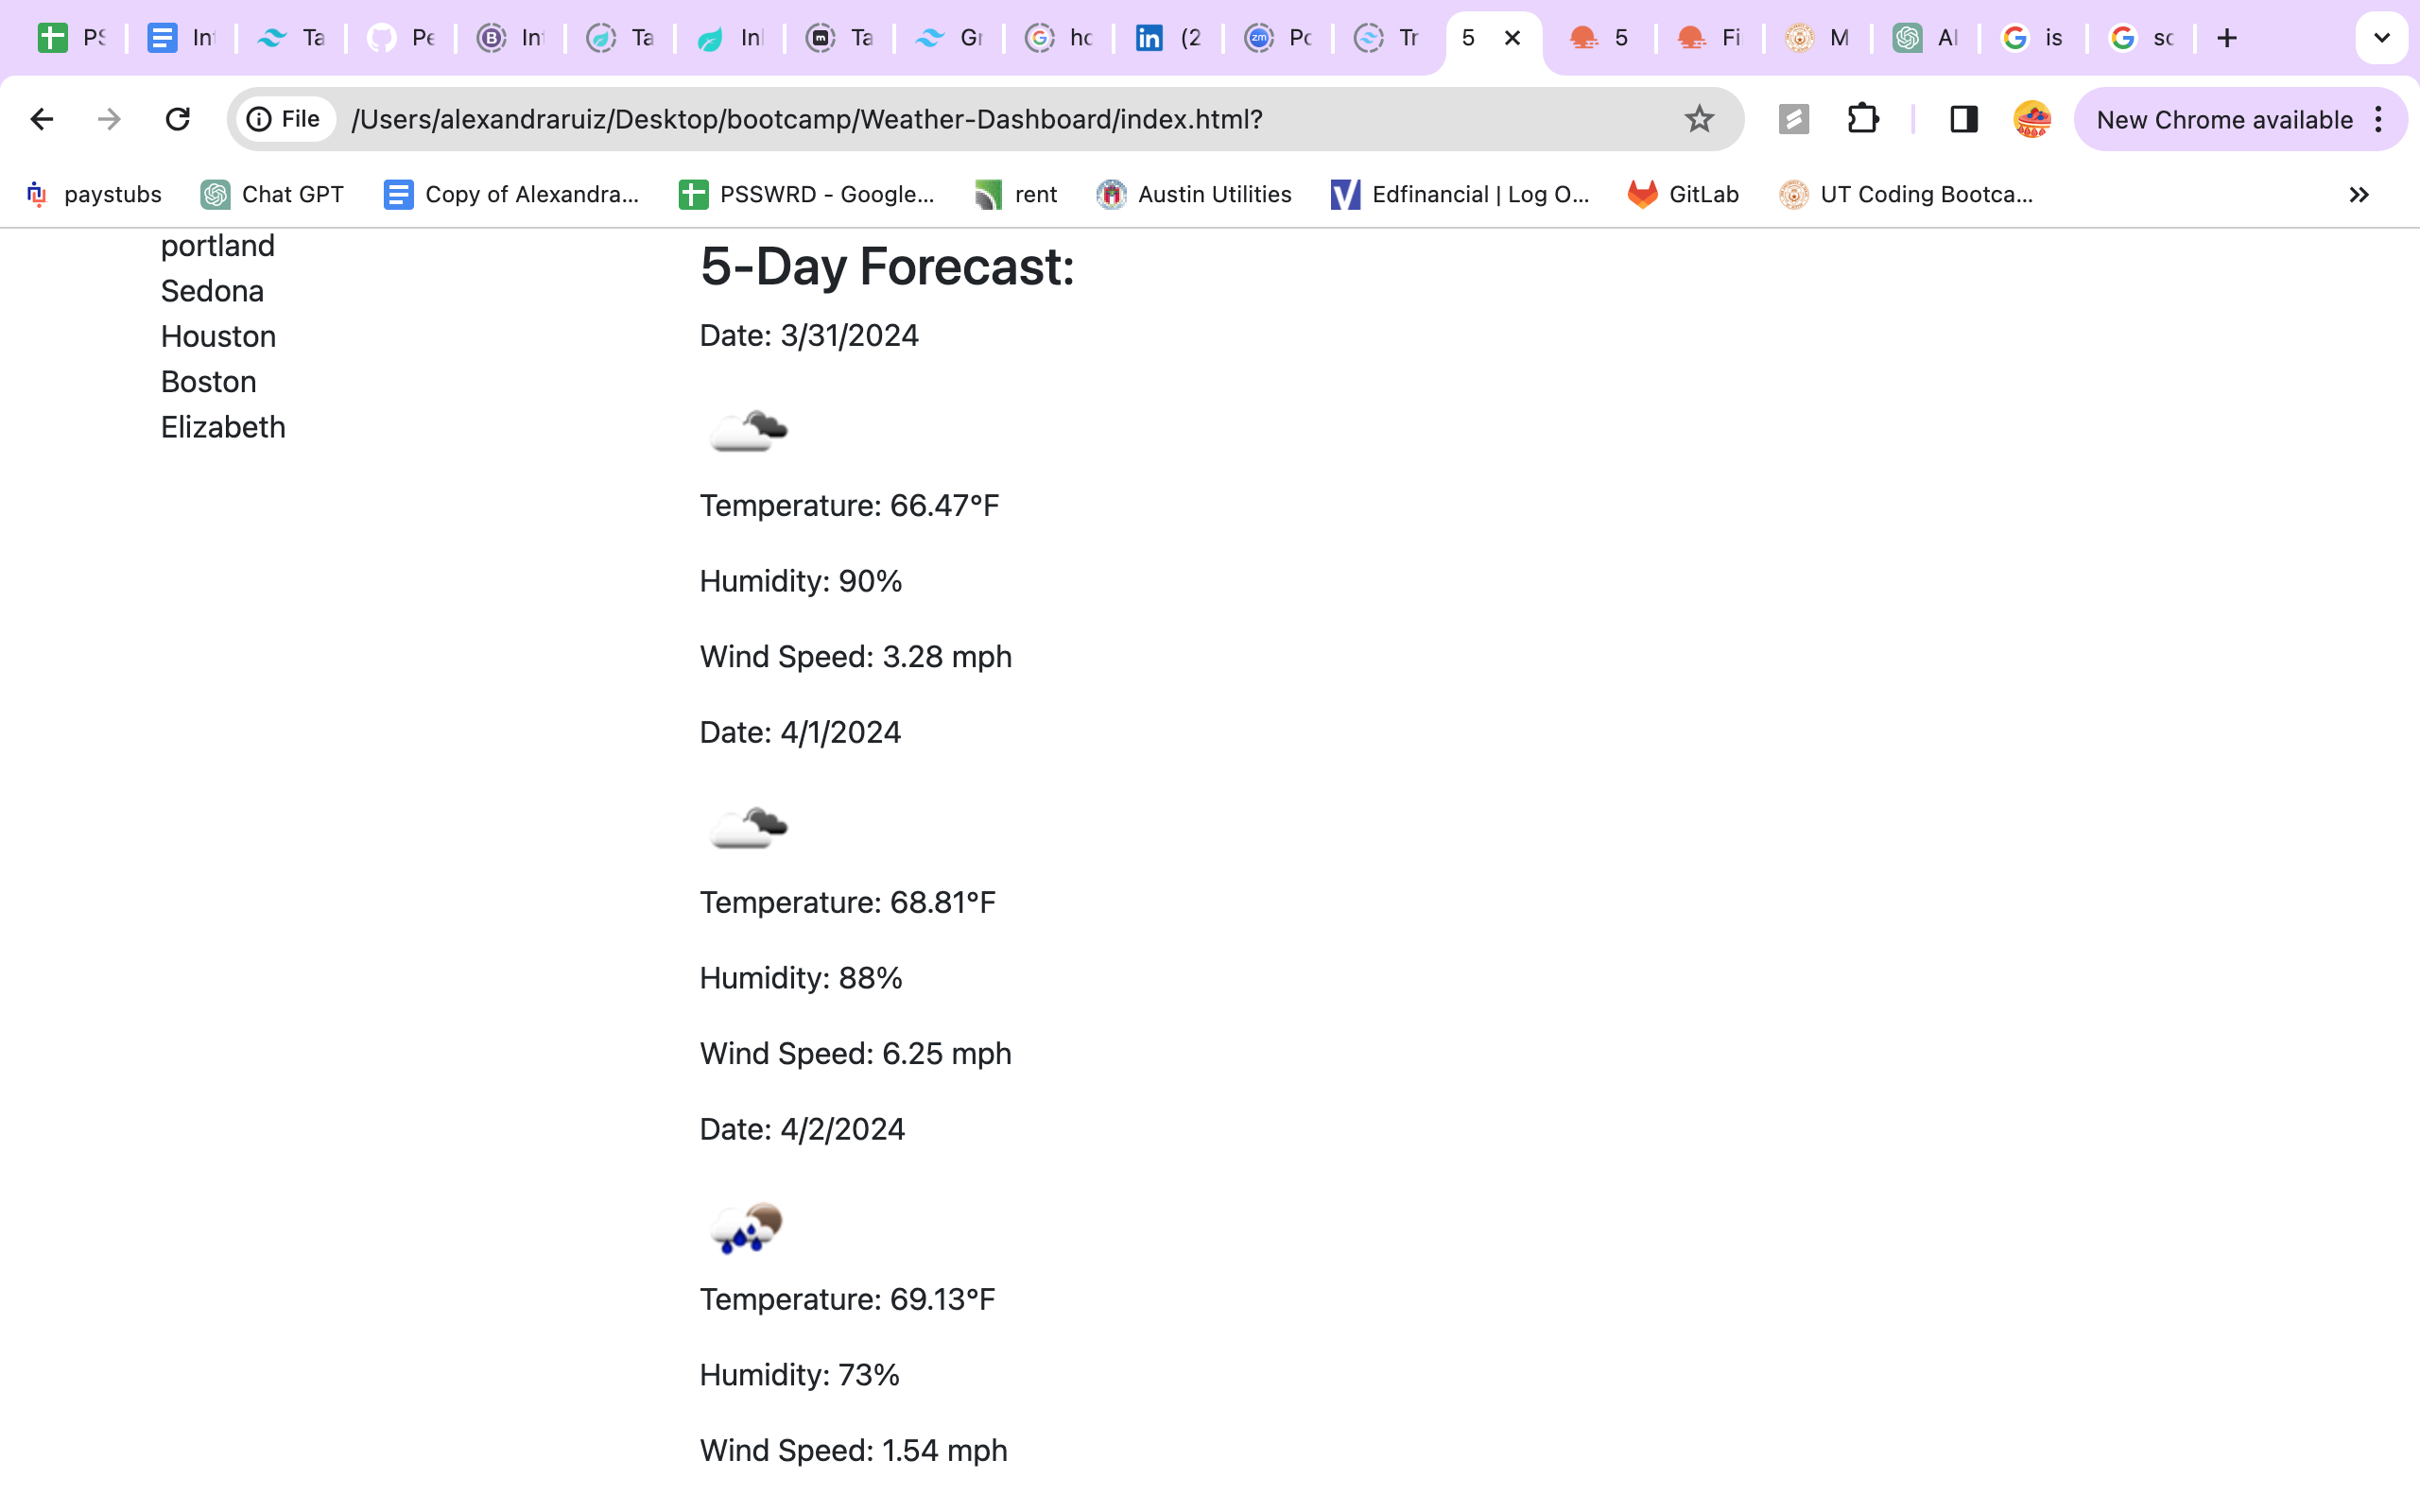 PS Int Ta Pe In Ta Inl Ta Gr ho (2 Po Tr 5 5 Fi M Al is sc
File /Users/alexandraruiz/Desktop/bootcamp/Weather-Dashboard/index.html? New Chrome available
paystubs Chat GPT Copy of Alexandra... PSSWRD - Google... rent Austin Utilities Edfinancial | Log O... GitLab UT Coding Bootca...
portland
Sedona
Houston
Boston
Elizabeth
5-Day Forecast:
Date: 3/31/2024
Temperature: 66.47°F
Humidity: 90%
Wind Speed: 3.28 mph
Date: 4/1/2024
Temperature: 68.81°F
Humidity: 88%
Wind Speed: 6.25 mph
Date: 4/2/2024
Temperature: 69.13°F
Humidity: 73%
Wind Speed: 1.54 mph